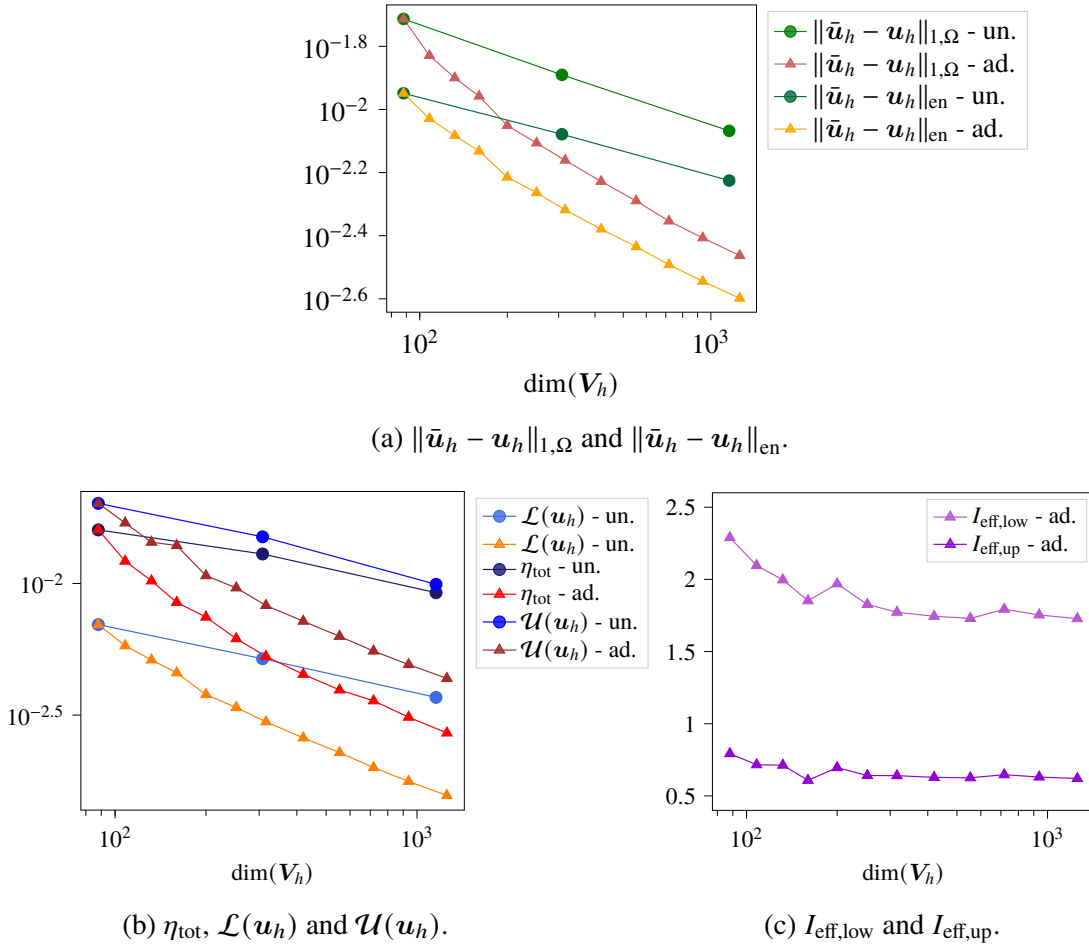 10^−1.8
10^−2
10^−2.2
10^−2.4
10^−2.6
10^2
10^3
dim(V_h)
‖ū_h − u_h‖_{1,Ω} - un.
‖ū_h − u_h‖_{1,Ω} - ad.
‖ū_h − u_h‖_en - un.
‖ū_h − u_h‖_en - ad.
(a) ‖ū_h − u_h‖_{1,Ω} and ‖ū_h − u_h‖_en.
10^−2
10^−2.5
10^2
10^3
dim(V_h)
ℒ(u_h) - un.
ℒ(u_h) - un.
η_tot - un.
η_tot - ad.
𝒰(u_h) - un.
𝒰(u_h) - ad.
(b) η_tot, ℒ(u_h) and 𝒰(u_h).
2.5
2
1.5
1
0.5
10^2
10^3
dim(V_h)
I_eff,low - ad.
I_eff,up - ad.
(c) I_eff,low and I_eff,up.